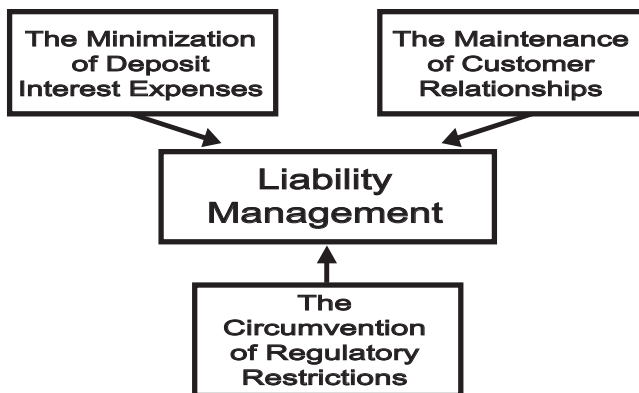 The Minimization
of Deposit
Interest Expenses
The Maintenance
of Customer
Relationships
Liability
Management
The
Circumvention
of Regulatory
Restrictions